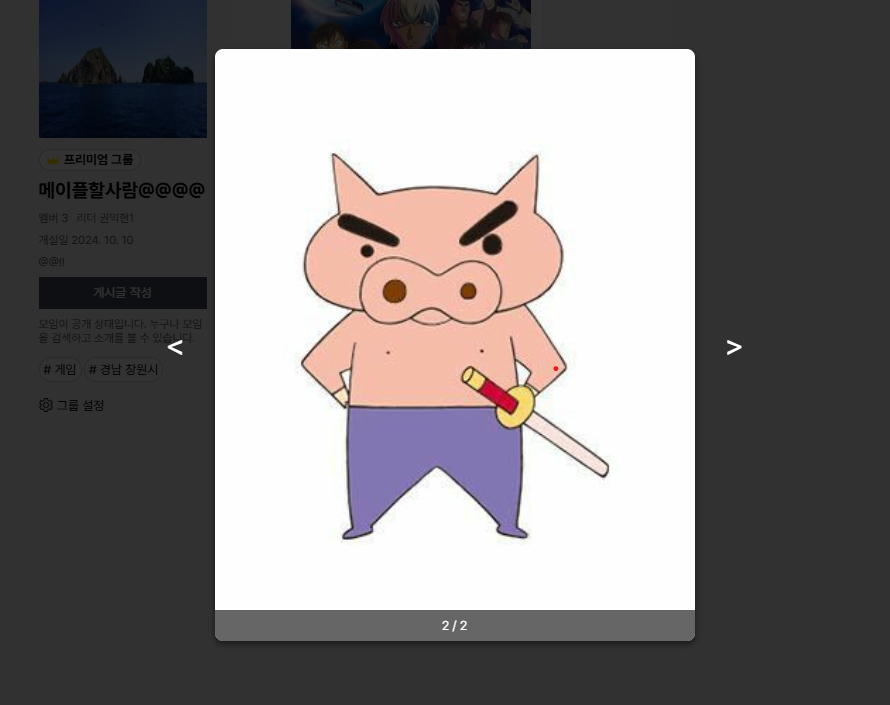 프리미엄 그룹
메이플할사람@@@@
멤버 3 리더 권덕현1
개설일 2024. 10. 10
@@!!
게시글 작성
모임이 공개 상태입니다. 누구나 모임
을 검색하고 소개를 볼 수 있습니다.
# 게임 # 경남 창원시
그룹 설정
<
>
2 / 2